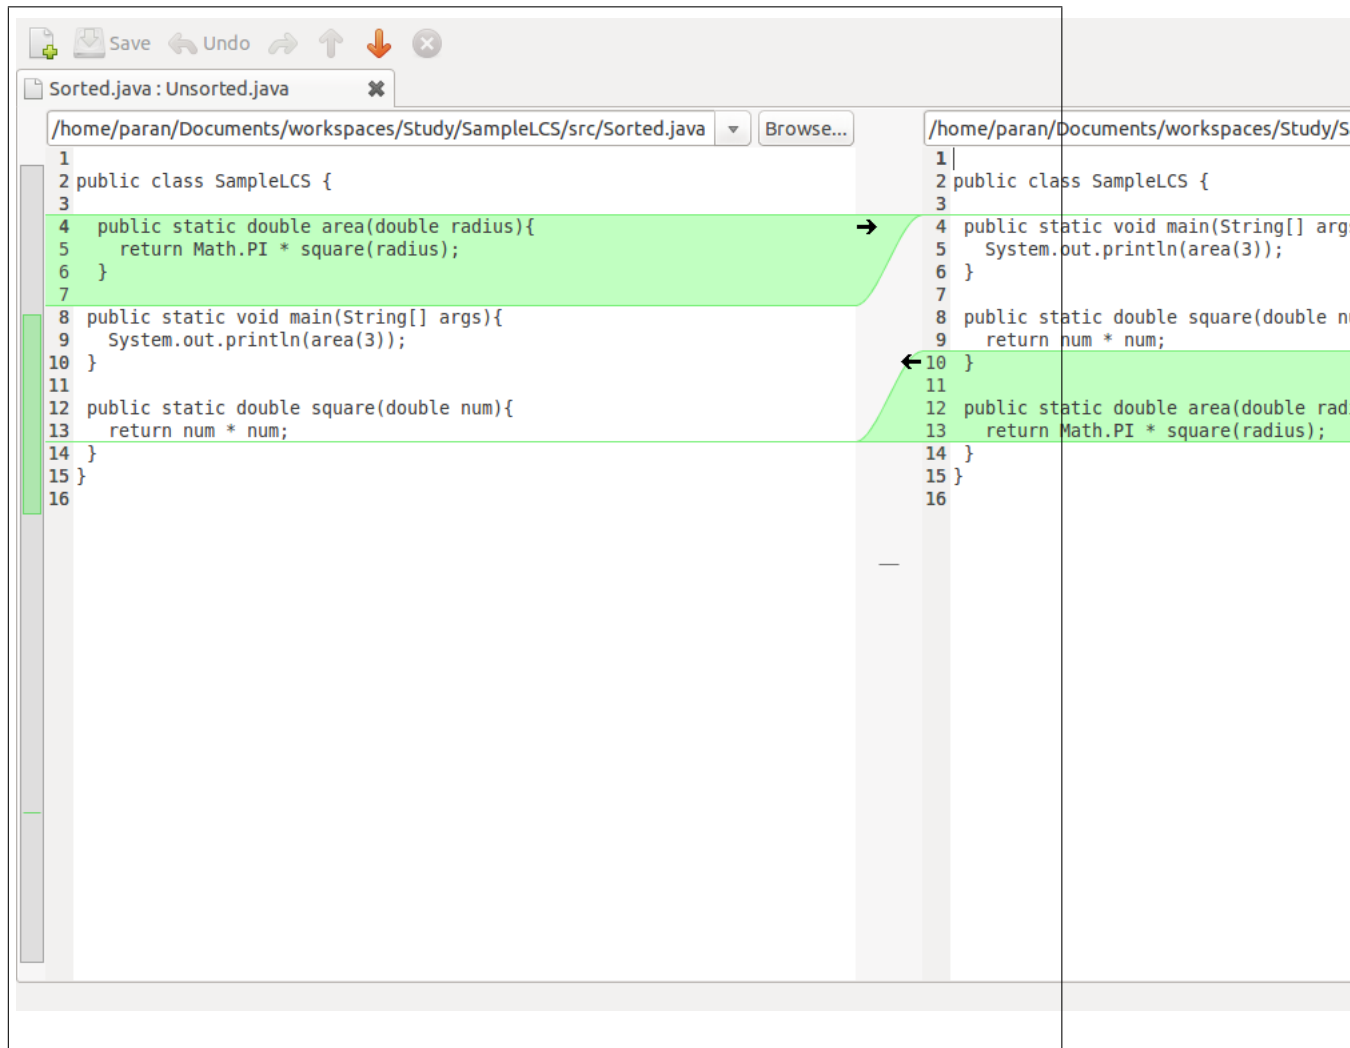 Save Undo
Sorted.java : Unsorted.java
/home/paran/Documents/workspaces/Study/SampleLCS/src/Sorted.java Browse...
1
2 public class SampleLCS {
3
4 public static double area(double radius){
5 return Math.PI * square(radius);
6 }
7
8 public static void main(String[] args){
9 System.out.println(area(3));
10 }
11
12 public static double square(double num){
13 return num * num;
14 }
15 }
16
/home/paran/Documents/workspaces/Study/S
1
2 public class SampleLCS {
3
4 public static void main(String[] arg
5 System.out.println(area(3));
6 }
7
8 public static double square(double n
9 return num * num;
10 }
11
12 public static double area(double rad
13 return Math.PI * square(radius);
14 }
15 }
16